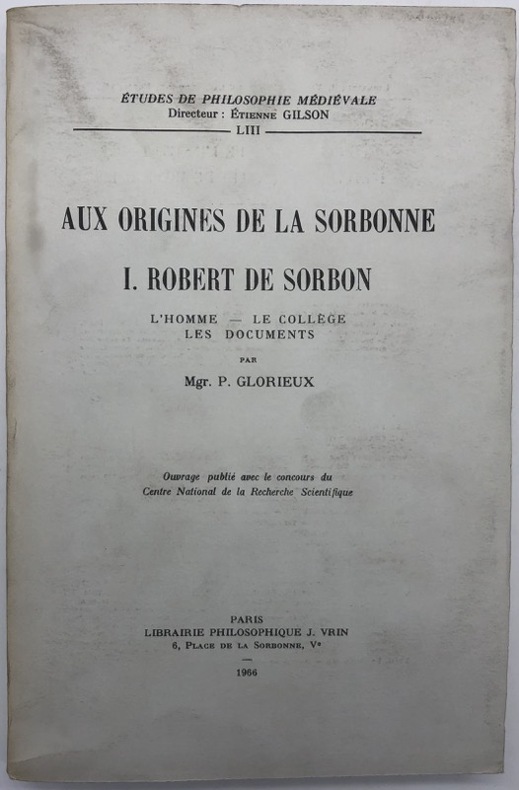 ÉTUDES DE PHILOSOPHIE MÉDIÉVALE
Directeur : Étienne GILSON
LIII
AUX ORIGINES DE LA SORBONNE
I. ROBERT DE SORBON
L'HOMME — LE COLLÈGE
LES DOCUMENTS
PAR
Mgr. P. GLORIEUX
Ouvrage publié avec le concours du
Centre National de la Recherche Scientifique
PARIS
LIBRAIRIE PHILOSOPHIQUE J. VRIN
6, Place de la Sorbonne, Ve
1966